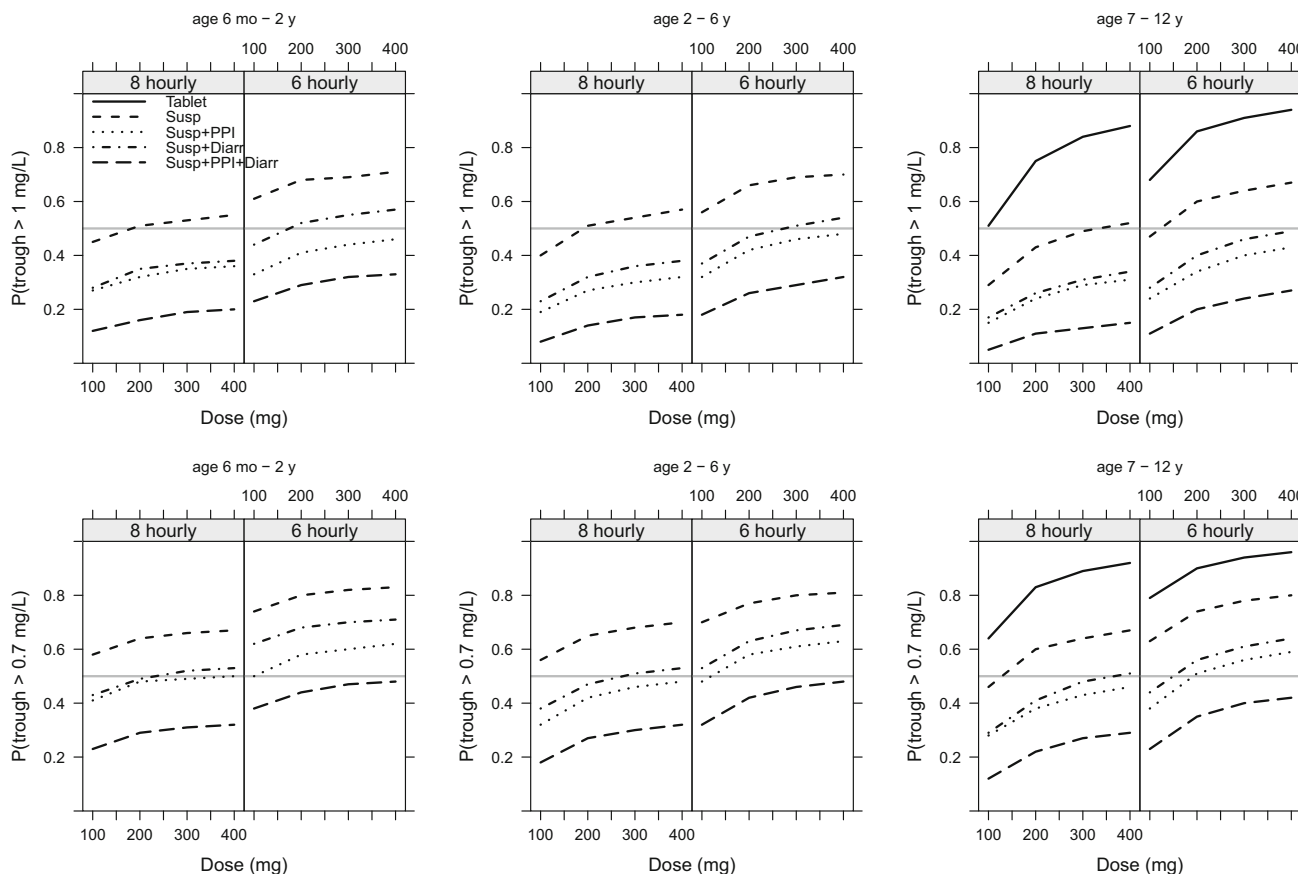 age 6 mo − 2 y
100 200 300 400
8 hourly 6 hourly
Tablet
Susp
Susp+PPI
Susp+Diarr
Susp+PPI+Diarr
P(trough > 1 mg/L)
0.8
0.6
0.4
0.2
100 200 300 400
Dose (mg)
age 2 − 6 y
100 200 300 400
8 hourly 6 hourly
P(trough > 1 mg/L)
0.8
0.6
0.4
0.2
100 200 300 400
Dose (mg)
age 7 − 12 y
100 200 300 400
8 hourly 6 hourly
P(trough > 1 mg/L)
0.8
0.6
0.4
0.2
100 200 300 400
Dose (mg)
age 6 mo − 2 y
100 200 300 400
8 hourly 6 hourly
P(trough > 0.7 mg/L)
0.8
0.6
0.4
0.2
100 200 300 400
Dose (mg)
age 2 − 6 y
100 200 300 400
8 hourly 6 hourly
P(trough > 0.7 mg/L)
0.8
0.6
0.4
0.2
100 200 300 400
Dose (mg)
age 7 − 12 y
100 200 300 400
8 hourly 6 hourly
P(trough > 0.7 mg/L)
0.8
0.6
0.4
0.2
100 200 300 400
Dose (mg)